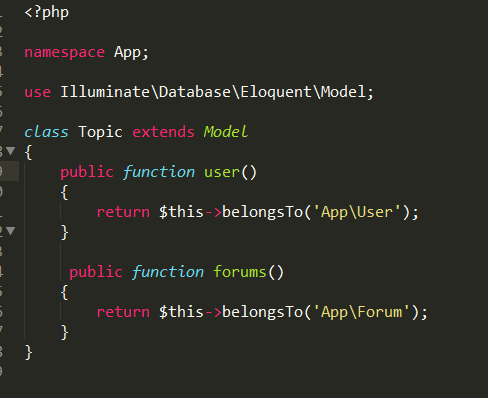 <?php
namespace App;
use Illuminate\Database\Eloquent\Model;
class Topic extends Model
{
    public function user()
    {
        return $this->belongsTo('App\User');
    }
     public function forums()
    {
        return $this->belongsTo('App\Forum');
    }
}